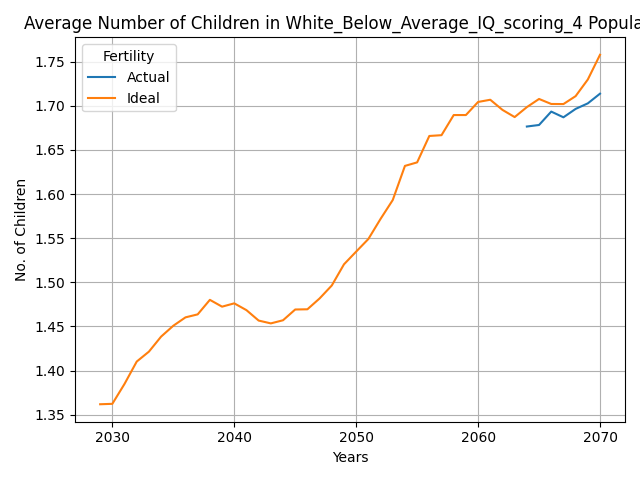 Average Number of Children in White_Below_Average_IQ_scoring_4 Popula
Fertility
Actual
Ideal
No. of Children
1.75
1.70
1.65
1.60
1.55
1.50
1.45
1.40
1.35
2030 2040 2050 2060 2070
Years